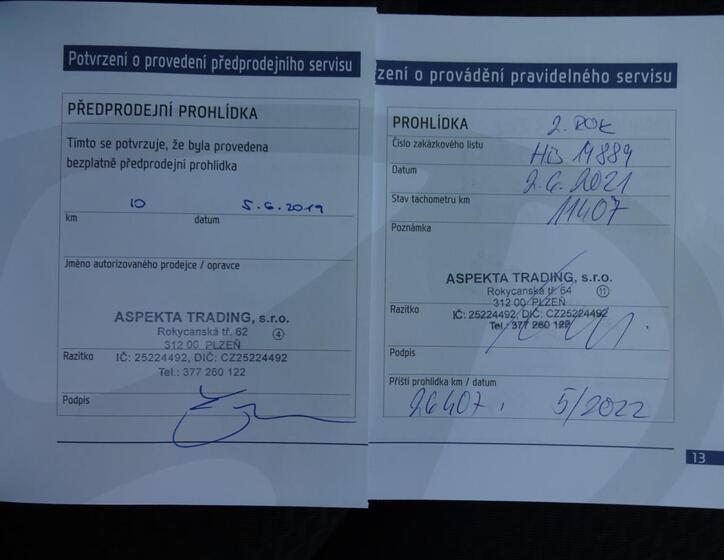 Potvrzení o provedení předprodejního servisu
PŘEDPRODEJNÍ PROHLÍDKA
Tímto se potvrzuje, že byla provedena
bezplatně předprodejní prohlídka
10 5.6.2019
km datum
Jméno autorizovaného prodejce / opravce
ASPEKTA TRADING, s.r.o.
Rokycanská tř. 62 4
312 00 PLZEŇ
Razítko IČ: 25224492, DIČ: CZ25224492
Tel.: 377 260 122
Podpis
zení o provádění pravidelného servisu
PROHLÍDKA 2. ROK
Číslo zakázkového listu
Datum 2.6.2021
Stav tachometru km 11407
Poznámka
ASPEKTA TRADING, s.r.o.
Rokycanská tř. 64 11
312 00 PLZEŇ
Razítko IČ: 25224492, DIČ: CZ25224492
Tel.: 377 260 122
Podpis
Příští prohlídka km / datum
26407, 5/2022
13